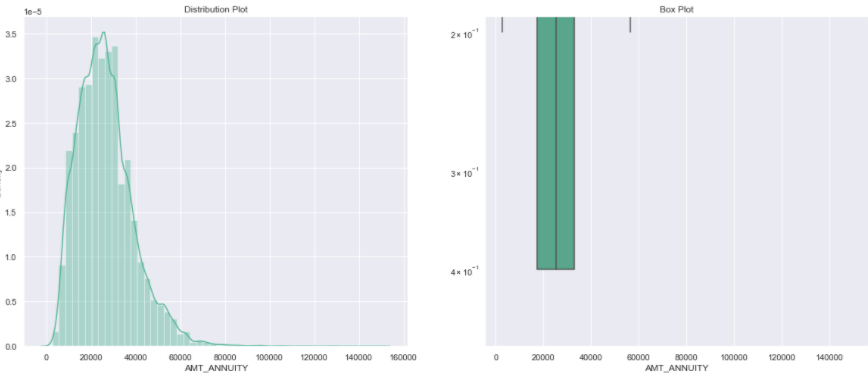 Distribution Plot
1e−5
3.5
3.0
2.5
2.0
1.5
1.0
0.5
0.0
0 20000 40000 60000 80000 100000 120000 140000 160000
AMT_ANNUITY
Box Plot
2 × 10⁻¹
3 × 10⁻¹
4 × 10⁻¹
0 20000 40000 60000 80000 100000 120000 140000
AMT_ANNUITY